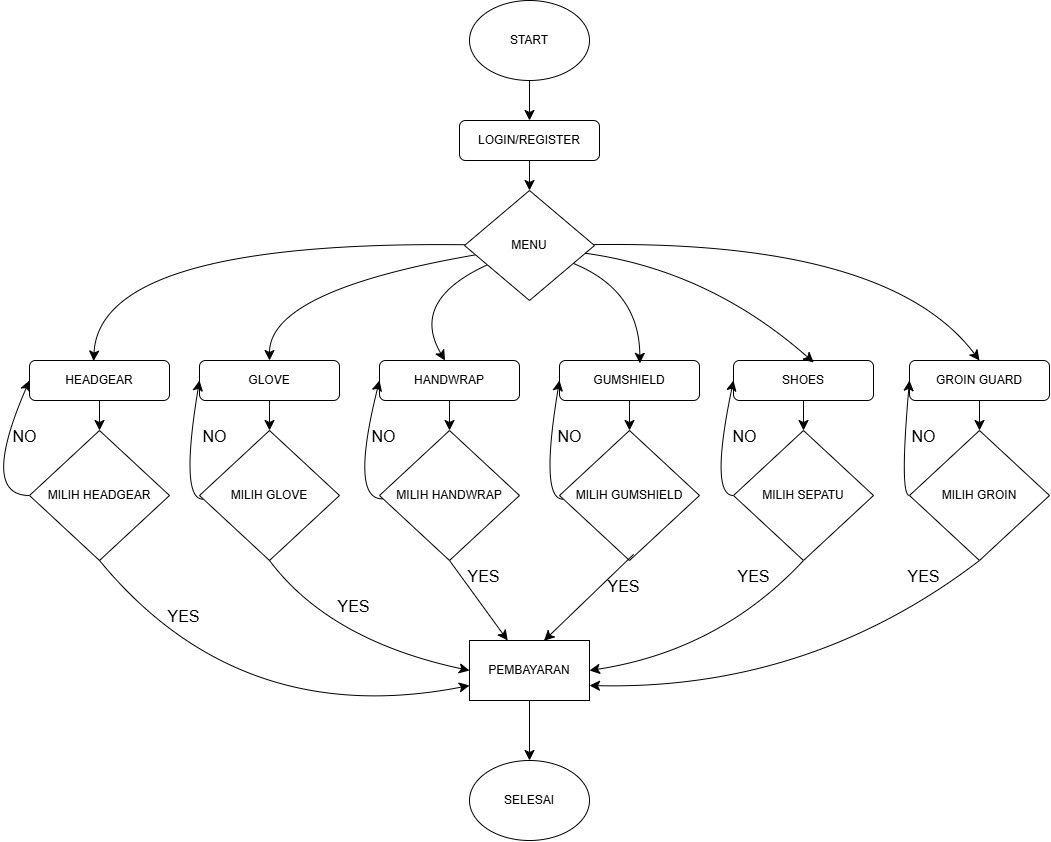 START
LOGIN/REGISTER
MENU
HEADGEAR
GLOVE
HANDWRAP
GUMSHIELD
SHOES
GROIN GUARD
NO
NO
NO
NO
NO
NO
MILIH HEADGEAR
MILIH GLOVE
MILIH HANDWRAP
MILIH GUMSHIELD
MILIH SEPATU
MILIH GROIN
YES
YES
YES
YES
YES
YES
PEMBAYARAN
SELESAI